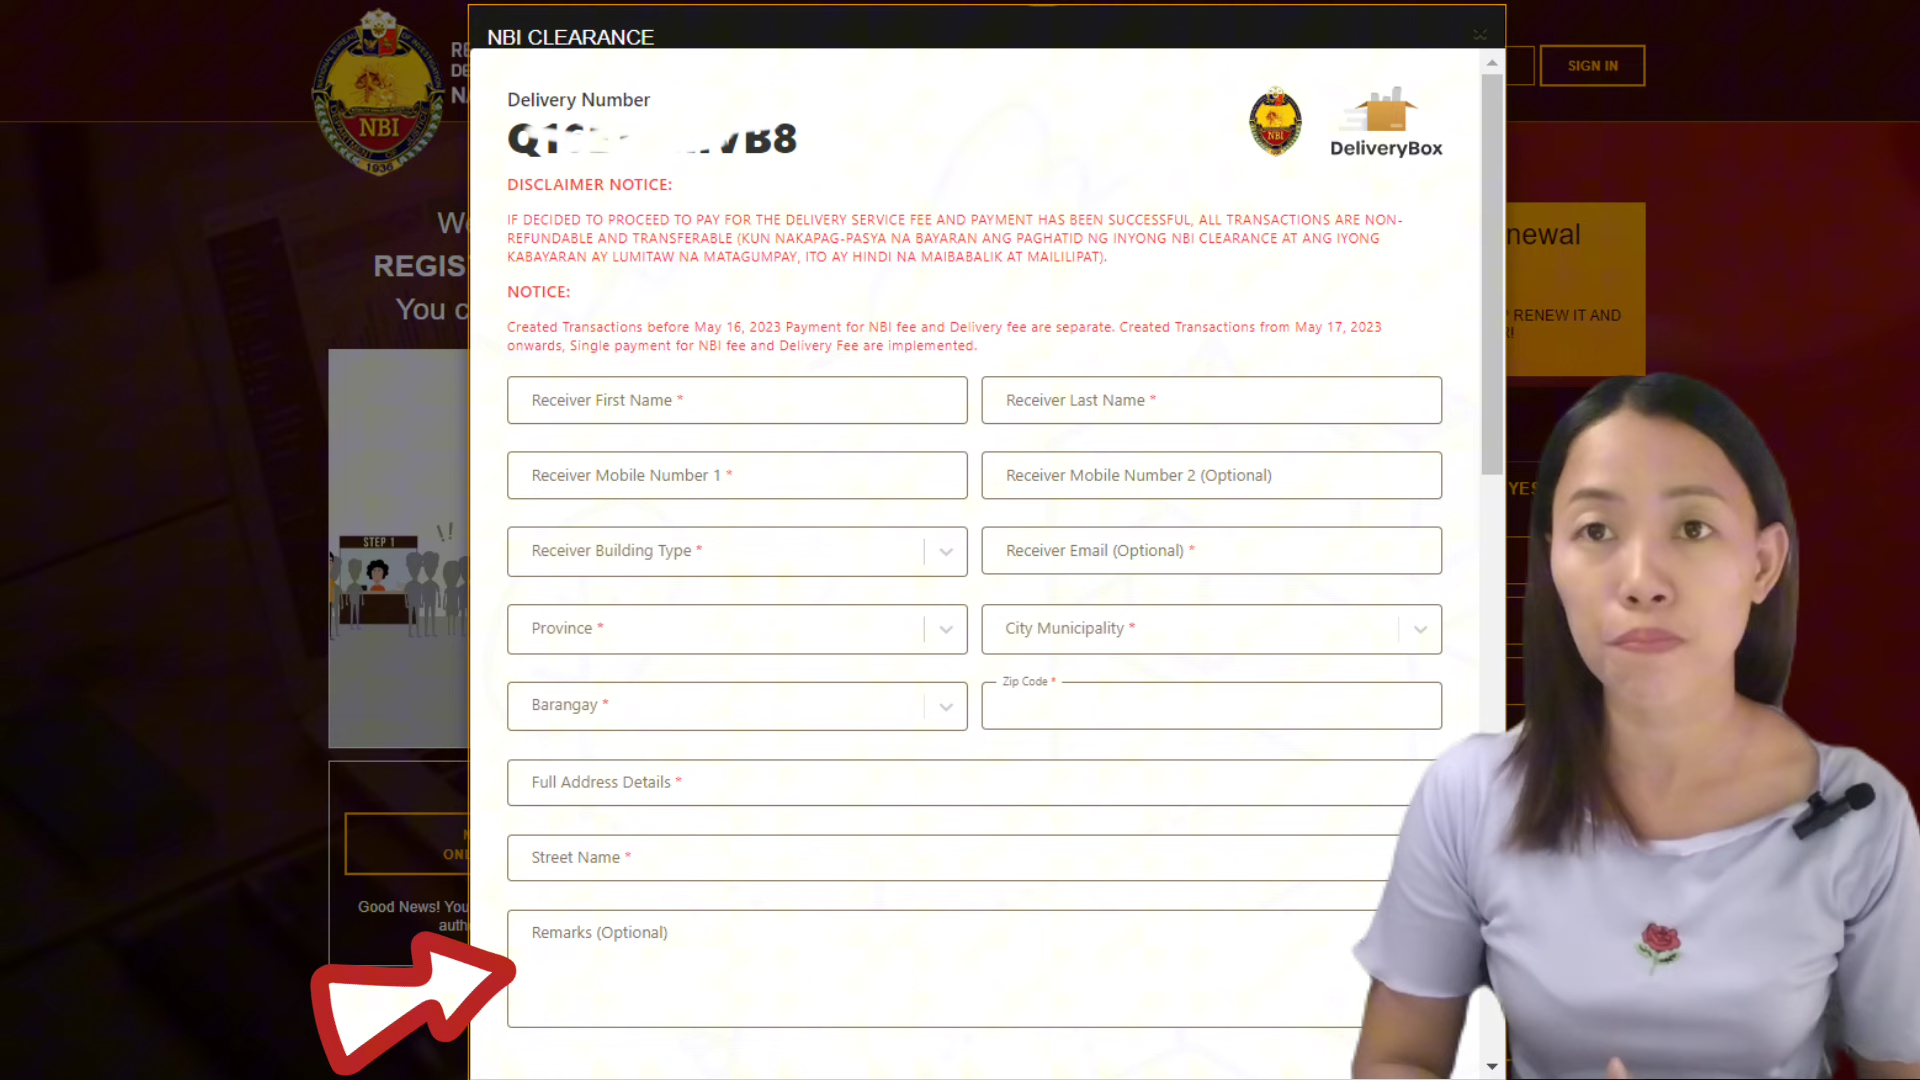 NBI CLEARANCE
SIGN IN
NBI
1936
Delivery Number
VB8
NBI
DeliveryBox
DISCLAIMER NOTICE:
IF DECIDED TO PROCEED TO PAY FOR THE DELIVERY SERVICE FEE AND PAYMENT HAS BEEN SUCCESSFUL, ALL TRANSACTIONS ARE NON-
REFUNDABLE AND TRANSFERABLE (KUN NAKAPAG-PASYA NA BAYARAN ANG PAGHATID NG INYONG NBI CLEARANCE AT ANG IYONG
KABAYARAN AY LUMITAW NA MATAGUMPAY, ITO AY HINDI NA MAIBABALIK AT MAILILIPAT).
NOTICE:
Created Transactions before May 16, 2023 Payment for NBI fee and Delivery fee are separate. Created Transactions from May 17, 2023
onwards, Single payment for NBI fee and Delivery Fee are implemented.
Receiver First Name *
Receiver Last Name *
Receiver Mobile Number 1 *
Receiver Mobile Number 2 (Optional)
Receiver Building Type *
Receiver Email (Optional) *
Province *
City Municipality *
Barangay *
Zip Code *
Full Address Details *
Street Name *
Remarks (Optional)
REGIS
You c
STEP 1
Good News! You
newal
RENEW IT AND
YES